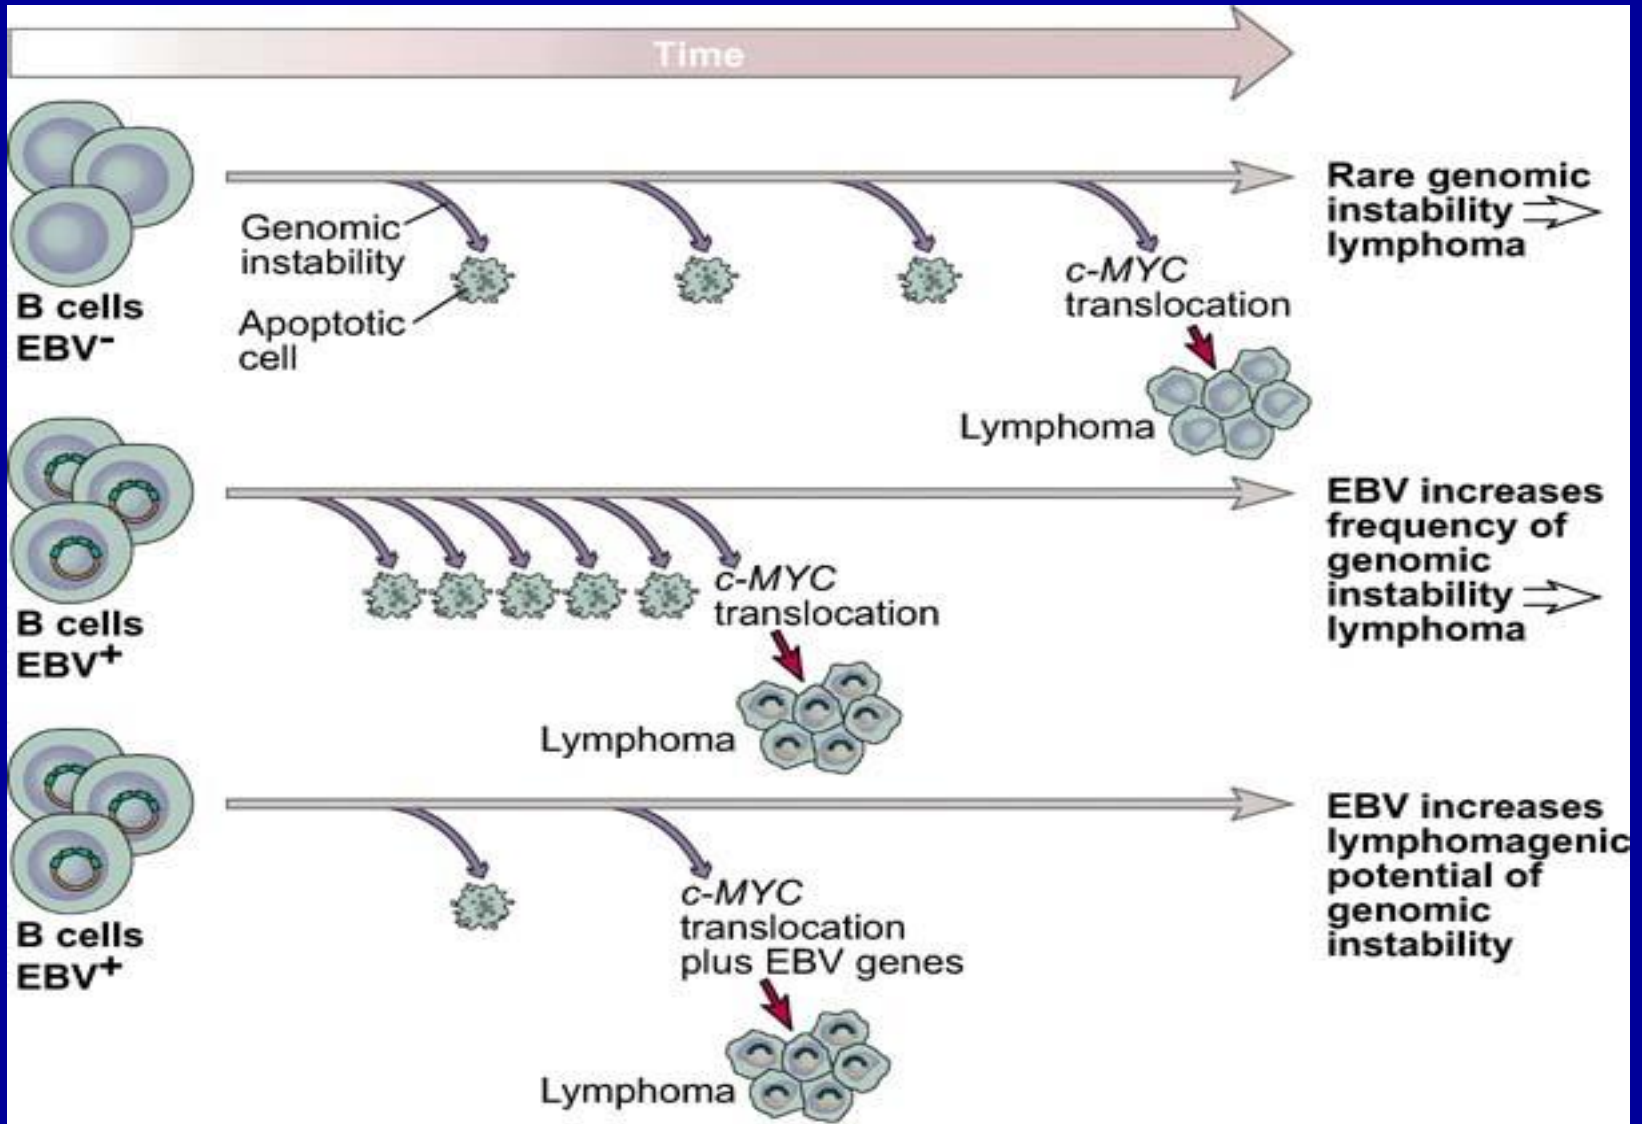 Time
Genomic
instability
Apoptotic
cell
B cells
EBV⁻
c-MYC
translocation
Lymphoma
Rare genomic
instability ⇒
lymphoma
B cells
EBV⁺
c-MYC
translocation
Lymphoma
EBV increases
frequency of
genomic
instability ⇒
lymphoma
B cells
EBV⁺
c-MYC
translocation
plus EBV genes
Lymphoma
EBV increases
lymphomagenic
potential of
genomic
instability